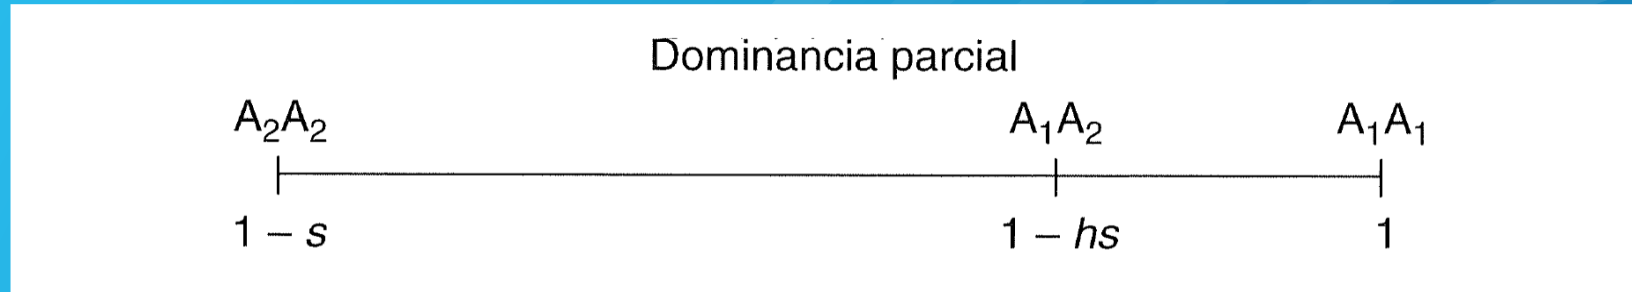 Dominancia parcial
A₂A₂ A₁A₂ A₁A₁
1 – s 1 – hs 1